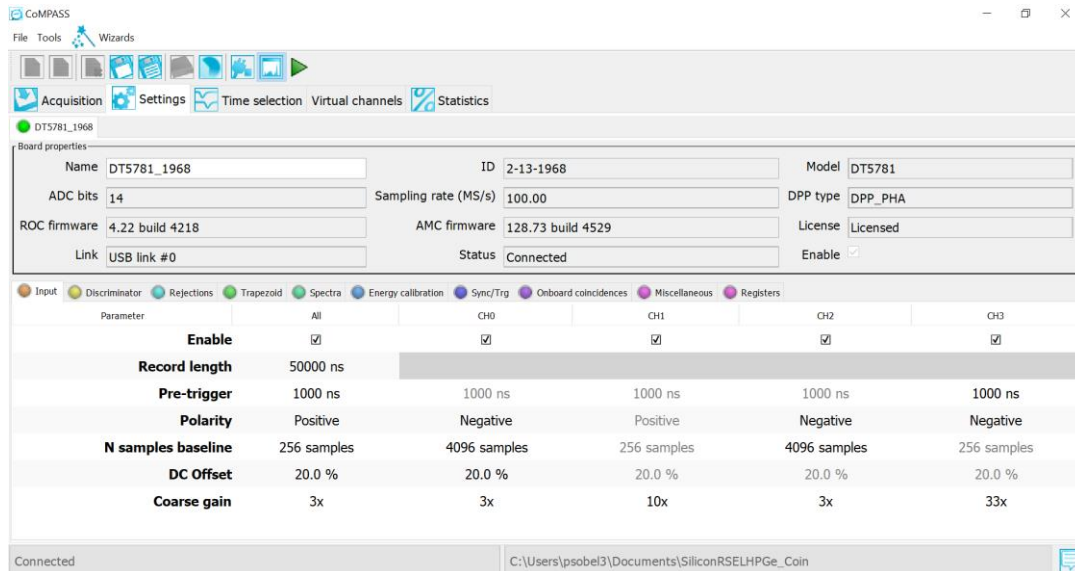 CoMPASS
File Tools Wizards
Acquisition Settings Time selection Virtual channels Statistics
DT5781_1968
Board properties
Name DT5781_1968 ID 2-13-1968 Model DT5781
ADC bits 14 Sampling rate (MS/s) 100.00 DPP type DPP_PHA
ROC firmware 4.22 build 4218 AMC firmware 128.73 build 4529 License Licensed
Link USB link #0 Status Connected Enable
Input Discriminator Rejections Trapezoid Spectra Energy calibration Sync/Trg Onboard coincidences Miscellaneous Registers
Parameter All CH0 CH1 CH2 CH3
Enable
Record length 50000 ns
Pre-trigger 1000 ns 1000 ns 1000 ns 1000 ns 1000 ns
Polarity Positive Negative Positive Negative Negative
N samples baseline 256 samples 4096 samples 256 samples 4096 samples 256 samples
DC Offset 20.0 % 20.0 % 20.0 % 20.0 % 20.0 %
Coarse gain 3x 3x 10x 3x 33x
Connected C:\Users\psobel3\Documents\SiliconRSELHPGe_Coin